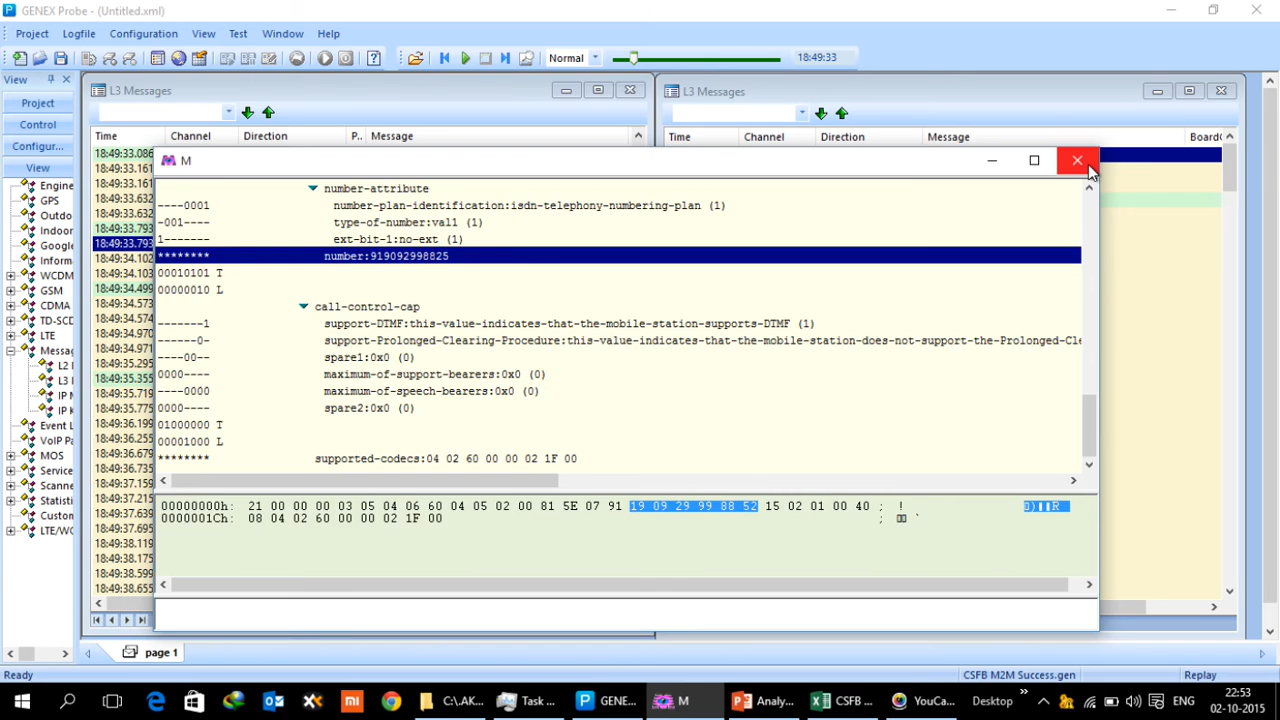 GENEX Probe - (Untitled.xml)
Project Logfile Configuration View Test Window Help
Normal 18:49:33
View
Project
Control
Configur...
View
Engine
GPS
Outdo
Indoor
Google
Inform
WCDM
GSM
CDMA
TD-SCD
LTE
Messag
L2 I
L3 I
IP M
IP K
Event L
VoIP Pa
MOS
Service
Scanne
Statisti
Custon
LTE/WC
L3 Messages
Time Channel Direction P.. Message
18:49:33.086
18:49:33.161
18:49:33.161
18:49:33.632
18:49:33.632
18:49:33.793
18:49:33.793
18:49:34.102
18:49:34.103
18:49:34.499
18:49:34.573
18:49:34.574
18:49:34.970
18:49:34.971
18:49:35.295
18:49:35.355
18:49:35.719
18:49:35.775
18:49:36.199
18:49:36.255
18:49:36.679
18:49:36.735
18:49:37.215
18:49:37.639
18:49:37.695
18:49:38.119
18:49:38.175
18:49:38.599
18:49:38.655
L3 Messages
Time Channel Direction Message Board
M
number-attribute
----0001 number-plan-identification:isdn-telephony-numbering-plan (1)
-001---- type-of-number:val1 (1)
1------- ext-bit-1:no-ext (1)
******** number:919092998825
00010101 T
00000010 L
call-control-cap
-------1 support-DTMF:this-value-indicates-that-the-mobile-station-supports-DTMF (1)
------0- support-Prolonged-Clearing-Procedure:this-value-indicates-that-the-mobile-station-does-not-support-the-Prolonged-Cle
----00-- spare1:0x0 (0)
0000---- maximum-of-support-bearers:0x0 (0)
----0000 maximum-of-speech-bearers:0x0 (0)
0000---- spare2:0x0 (0)
01000000 T
00001000 L
******** supported-codecs:04 02 60 00 00 02 1F 00
00000000h: 21 00 00 00 03 05 04 06 60 04 05 02 00 81 5E 07 91 19 09 29 99 88 52 15 02 01 00 40 ; !
0000001Ch: 08 04 02 60 00 00 02 1F 00 ; `
page 1
Ready CSFB M2M Success.gen Replay
C:\.AK... Task ... GENE... M Analy... CSFB ... YouCa... Desktop ENG 22:53
02-10-2015